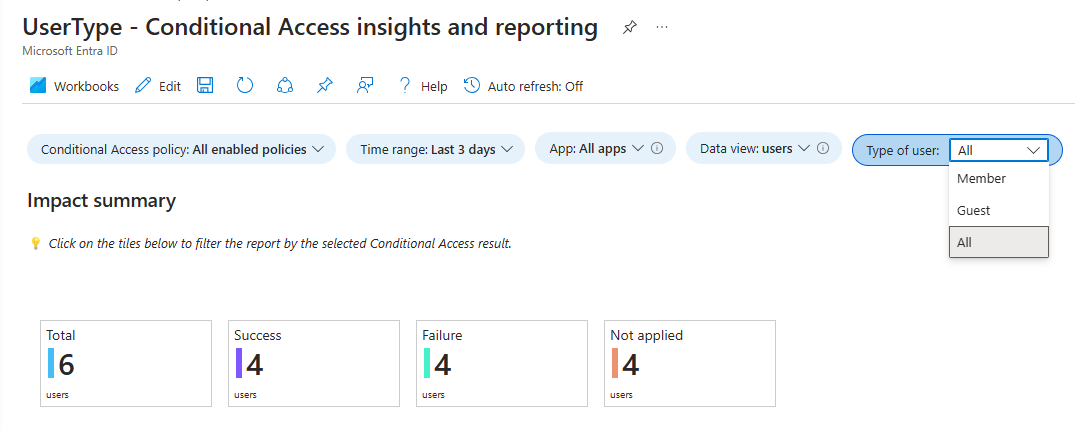 UserType - Conditional Access insights and reporting
Microsoft Entra ID
Workbooks Edit Help Auto refresh: Off
Conditional Access policy: All enabled policies Time range: Last 3 days App: All apps Data view: users Type of user: All
Member
Guest
All
Impact summary
Click on the tiles below to filter the report by the selected Conditional Access result.
Total Success Failure Not applied
6 4 4 4
users users users users